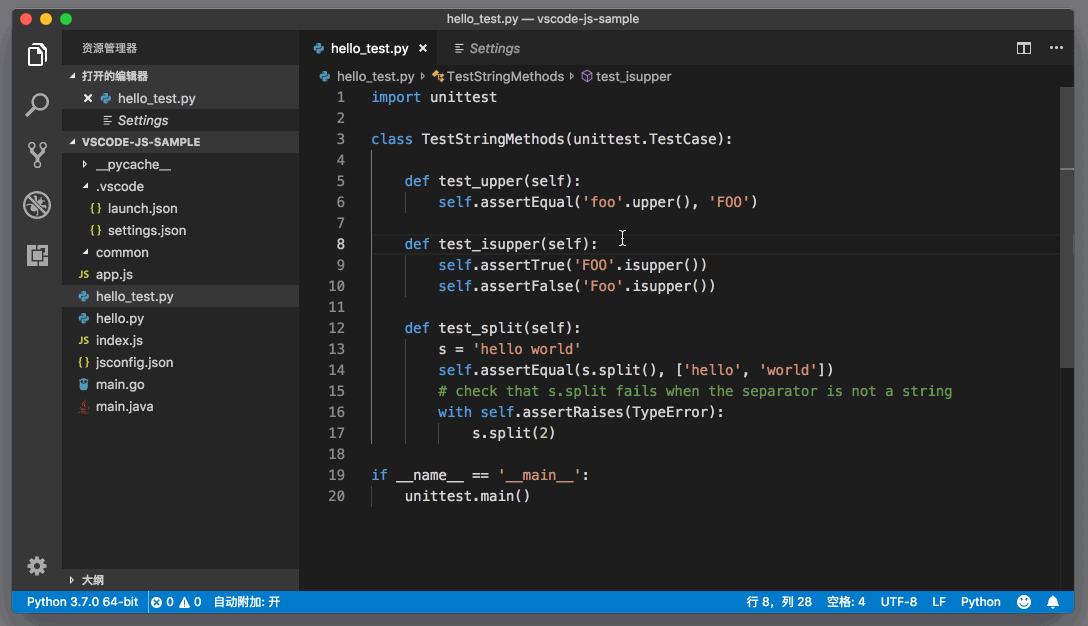 hello_test.py — vscode-js-sample
资源管理器
打开的编辑器
hello_test.py
Settings
VSCODE-JS-SAMPLE
__pycache__
.vscode
{} launch.json
{} settings.json
common
JS app.js
hello_test.py
hello.py
JS index.js
{} jsconfig.json
main.go
main.java
大纲
hello_test.py
Settings
hello_test.py TestStringMethods test_isupper
1 import unittest
2
3 class TestStringMethods(unittest.TestCase):
4
5 def test_upper(self):
6 self.assertEqual('foo'.upper(), 'FOO')
7
8 def test_isupper(self):
9 self.assertTrue('FOO'.isupper())
10 self.assertFalse('Foo'.isupper())
11
12 def test_split(self):
13 s = 'hello world'
14 self.assertEqual(s.split(), ['hello', 'world'])
15 # check that s.split fails when the separator is not a string
16 with self.assertRaises(TypeError):
17 s.split(2)
18
19 if __name__ == '__main__':
20 unittest.main()
Python 3.7.0 64-bit 0 0 自动附加: 开 行 8，列 28 空格: 4 UTF-8 LF Python